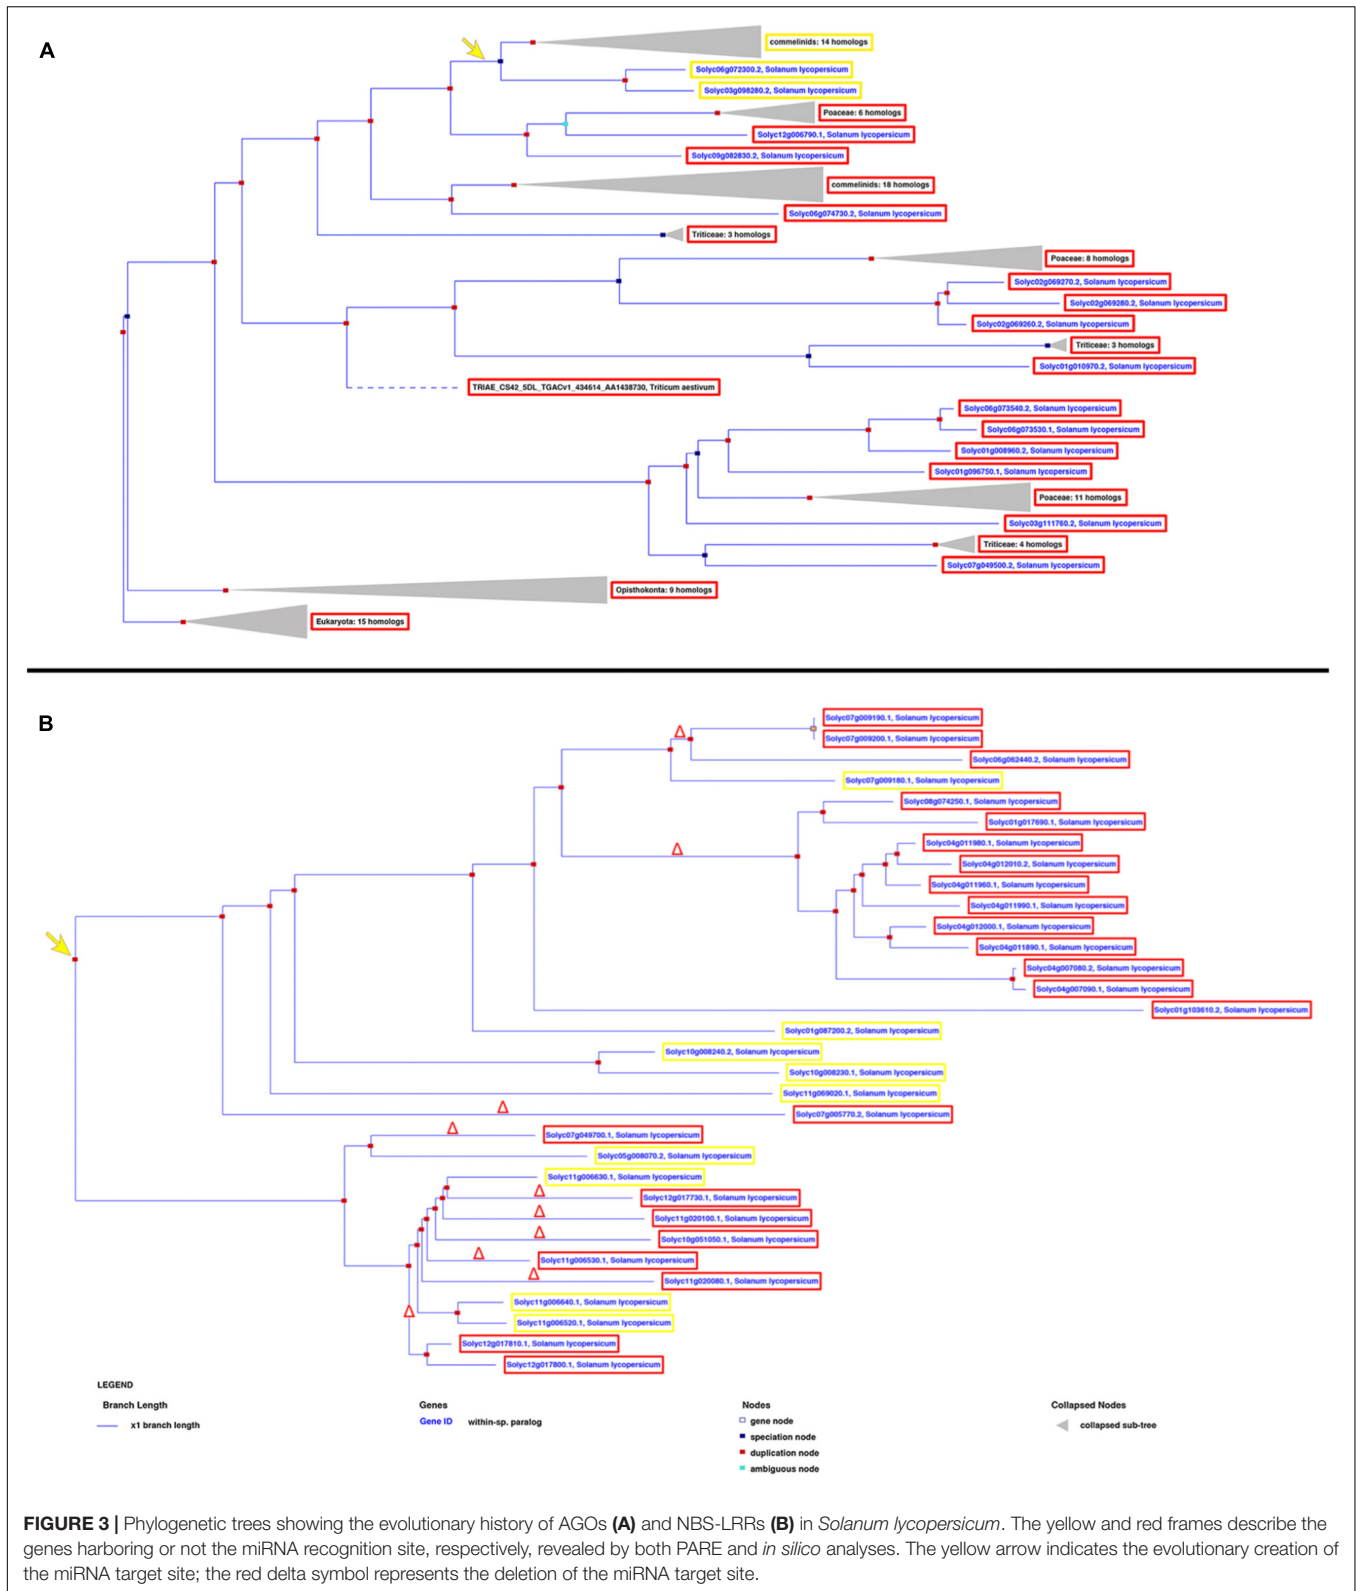 A
commelinids: 14 homologs
Solyc06g072300.2, Solanum lycopersicum
Solyc03g098280.2, Solanum lycopersicum
Poaceae: 6 homologs
Solyc12g006790.1, Solanum lycopersicum
Solyc09g082830.2, Solanum lycopersicum
commelinids: 18 homologs
Solyc06g074730.2, Solanum lycopersicum
Triticeae: 3 homologs
Poaceae: 8 homologs
Solyc02g069270.2, Solanum lycopersicum
Solyc02g069280.2, Solanum lycopersicum
Solyc02g069260.2, Solanum lycopersicum
Triticeae: 3 homologs
Solyc01g010970.2, Solanum lycopersicum
TRIAE_CS42_5DL_TGACv1_434614_AA1438730, Triticum aestivum
Solyc06g073540.2, Solanum lycopersicum
Solyc06g073530.1, Solanum lycopersicum
Solyc01g008960.2, Solanum lycopersicum
Solyc01g096750.1, Solanum lycopersicum
Poaceae: 11 homologs
Solyc03g111760.2, Solanum lycopersicum
Triticeae: 4 homologs
Solyc07g049500.2, Solanum lycopersicum
Opisthokonta: 9 homologs
Eukaryota: 15 homologs
B
Solyc07g009190.1, Solanum lycopersicum
Solyc07g009200.1, Solanum lycopersicum
Solyc06g062440.2, Solanum lycopersicum
Solyc07g009180.1, Solanum lycopersicum
Solyc08g074250.1, Solanum lycopersicum
Solyc01g017690.1, Solanum lycopersicum
Solyc04g011980.1, Solanum lycopersicum
Solyc04g012010.2, Solanum lycopersicum
Solyc04g011960.1, Solanum lycopersicum
Solyc04g011990.1, Solanum lycopersicum
Solyc04g012000.1, Solanum lycopersicum
Solyc04g011890.1, Solanum lycopersicum
Solyc04g007080.2, Solanum lycopersicum
Solyc04g007090.1, Solanum lycopersicum
Solyc01g103610.2, Solanum lycopersicum
Solyc01g087200.2, Solanum lycopersicum
Solyc10g008240.2, Solanum lycopersicum
Solyc10g008230.1, Solanum lycopersicum
Solyc11g069020.1, Solanum lycopersicum
Solyc07g005770.2, Solanum lycopersicum
Solyc07g049700.1, Solanum lycopersicum
Solyc05g008070.2, Solanum lycopersicum
Solyc11g006630.1, Solanum lycopersicum
Solyc12g017730.1, Solanum lycopersicum
Solyc11g020100.1, Solanum lycopersicum
Solyc10g051050.1, Solanum lycopersicum
Solyc11g006530.1, Solanum lycopersicum
Solyc11g020080.1, Solanum lycopersicum
Solyc11g006640.1, Solanum lycopersicum
Solyc11g006520.1, Solanum lycopersicum
Solyc12g017810.1, Solanum lycopersicum
Solyc12g017800.1, Solanum lycopersicum
LEGEND
Branch Length
x1 branch length
Genes
Gene ID within-sp. paralog
Nodes
gene node
speciation node
duplication node
ambiguous node
Collapsed Nodes
collapsed sub-tree
FIGURE 3 | Phylogenetic trees showing the evolutionary history of AGOs (A) and NBS-LRRs (B) in Solanum lycopersicum. The yellow and red frames describe the
genes harboring or not the miRNA recognition site, respectively, revealed by both PARE and in silico analyses. The yellow arrow indicates the evolutionary creation of
the miRNA target site; the red delta symbol represents the deletion of the miRNA target site.